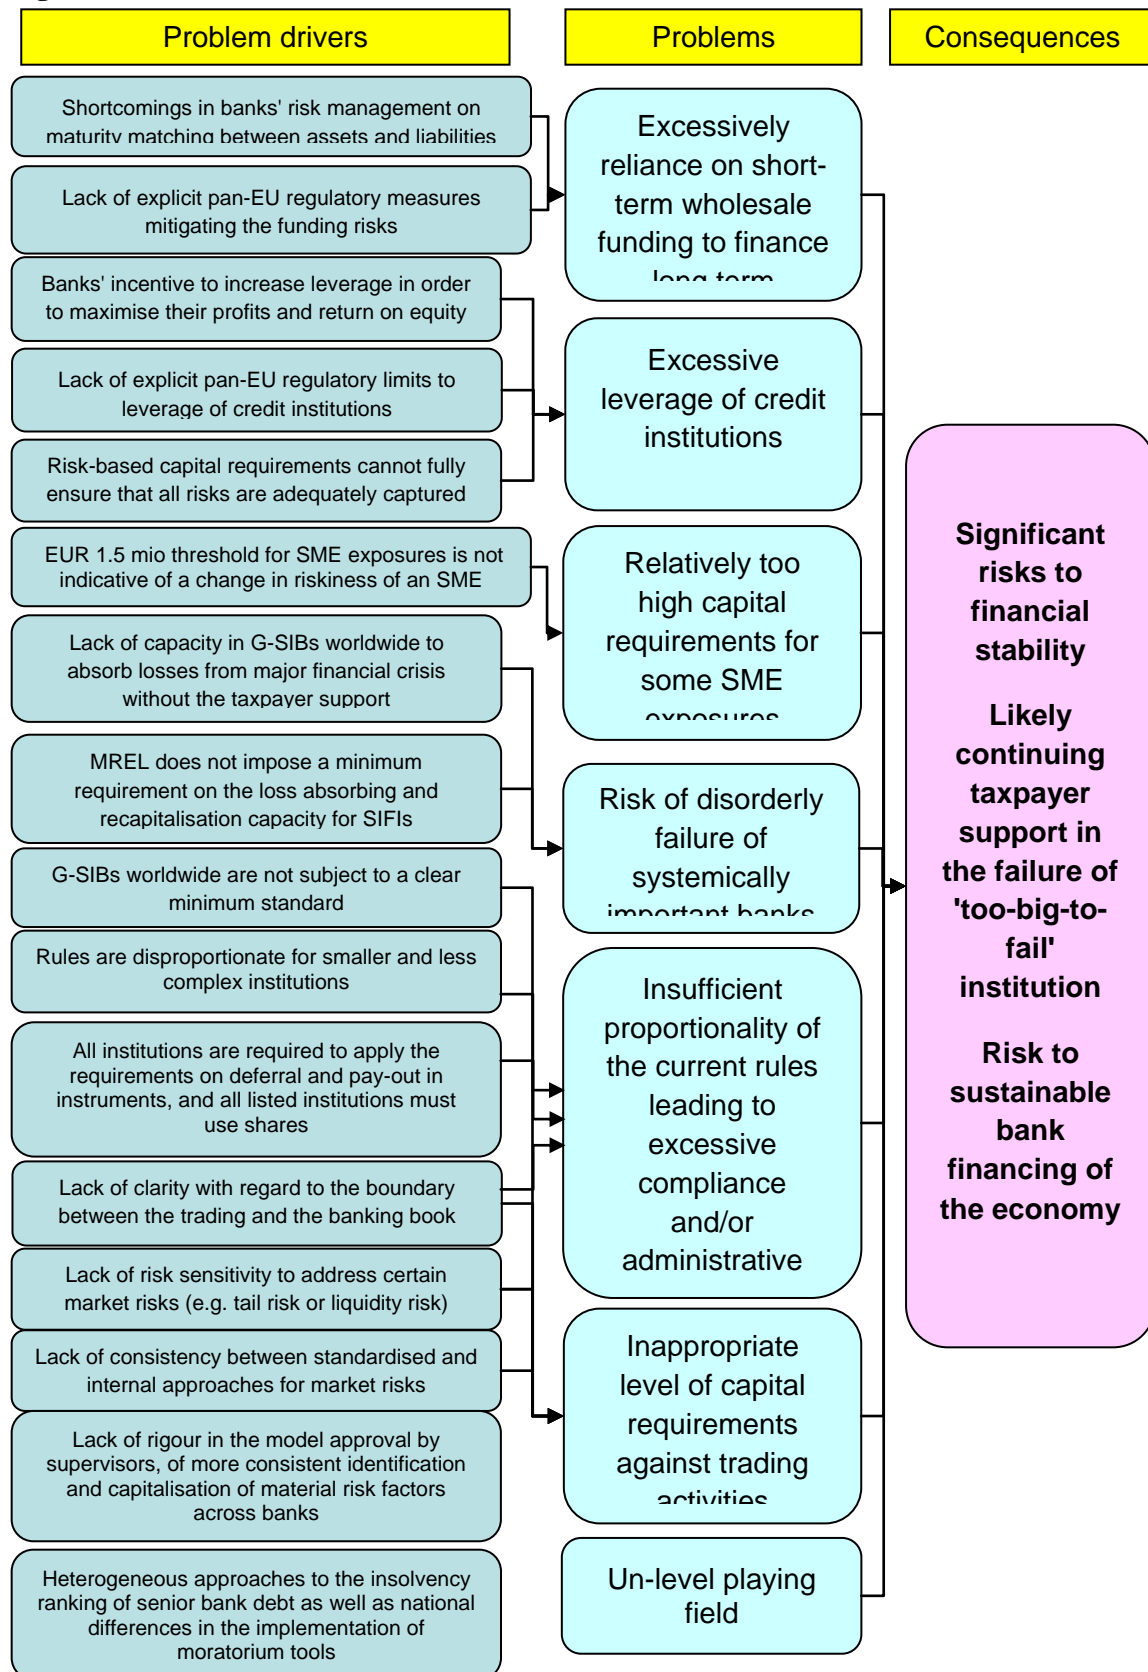 Problem drivers
Problems
Consequences
Shortcomings in banks' risk management on
maturity matching between assets and liabilities
Lack of explicit pan-EU regulatory measures
mitigating the funding risks
Banks' incentive to increase leverage in order
to maximise their profits and return on equity
Lack of explicit pan-EU regulatory limits to
leverage of credit institutions
Risk-based capital requirements cannot fully
ensure that all risks are adequately captured
EUR 1.5 mio threshold for SME exposures is not
indicative of a change in riskiness of an SME
Lack of capacity in G-SIBs worldwide to
absorb losses from major financial crisis
without the taxpayer support
MREL does not impose a minimum
requirement on the loss absorbing and
recapitalisation capacity for SIFIs
G-SIBs worldwide are not subject to a clear
minimum standard
Rules are disproportionate for smaller and less
complex institutions
All institutions are required to apply the
requirements on deferral and pay-out in
instruments, and all listed institutions must
use shares
Lack of clarity with regard to the boundary
between the trading and the banking book
Lack of risk sensitivity to address certain
market risks (e.g. tail risk or liquidity risk)
Lack of consistency between standardised and
internal approaches for market risks
Lack of rigour in the model approval by
supervisors, of more consistent identification
and capitalisation of material risk factors
across banks
Heterogeneous approaches to the insolvency
ranking of senior bank debt as well as national
differences in the implementation of
moratorium tools
Excessively
reliance on short-
term wholesale
funding to finance
long term
Excessive
leverage of credit
institutions
Relatively too
high capital
requirements for
some SME
exposures
Risk of disorderly
failure of
systemically
important banks
Insufficient
proportionality of
the current rules
leading to
excessive
compliance
and/or
administrative
Inappropriate
level of capital
requirements
against trading
activities
Un-level playing
field
Significant
risks to
financial
stability
Likely
continuing
taxpayer
support in
the failure of
'too-big-to-
fail'
institution
Risk to
sustainable
bank
financing of
the economy